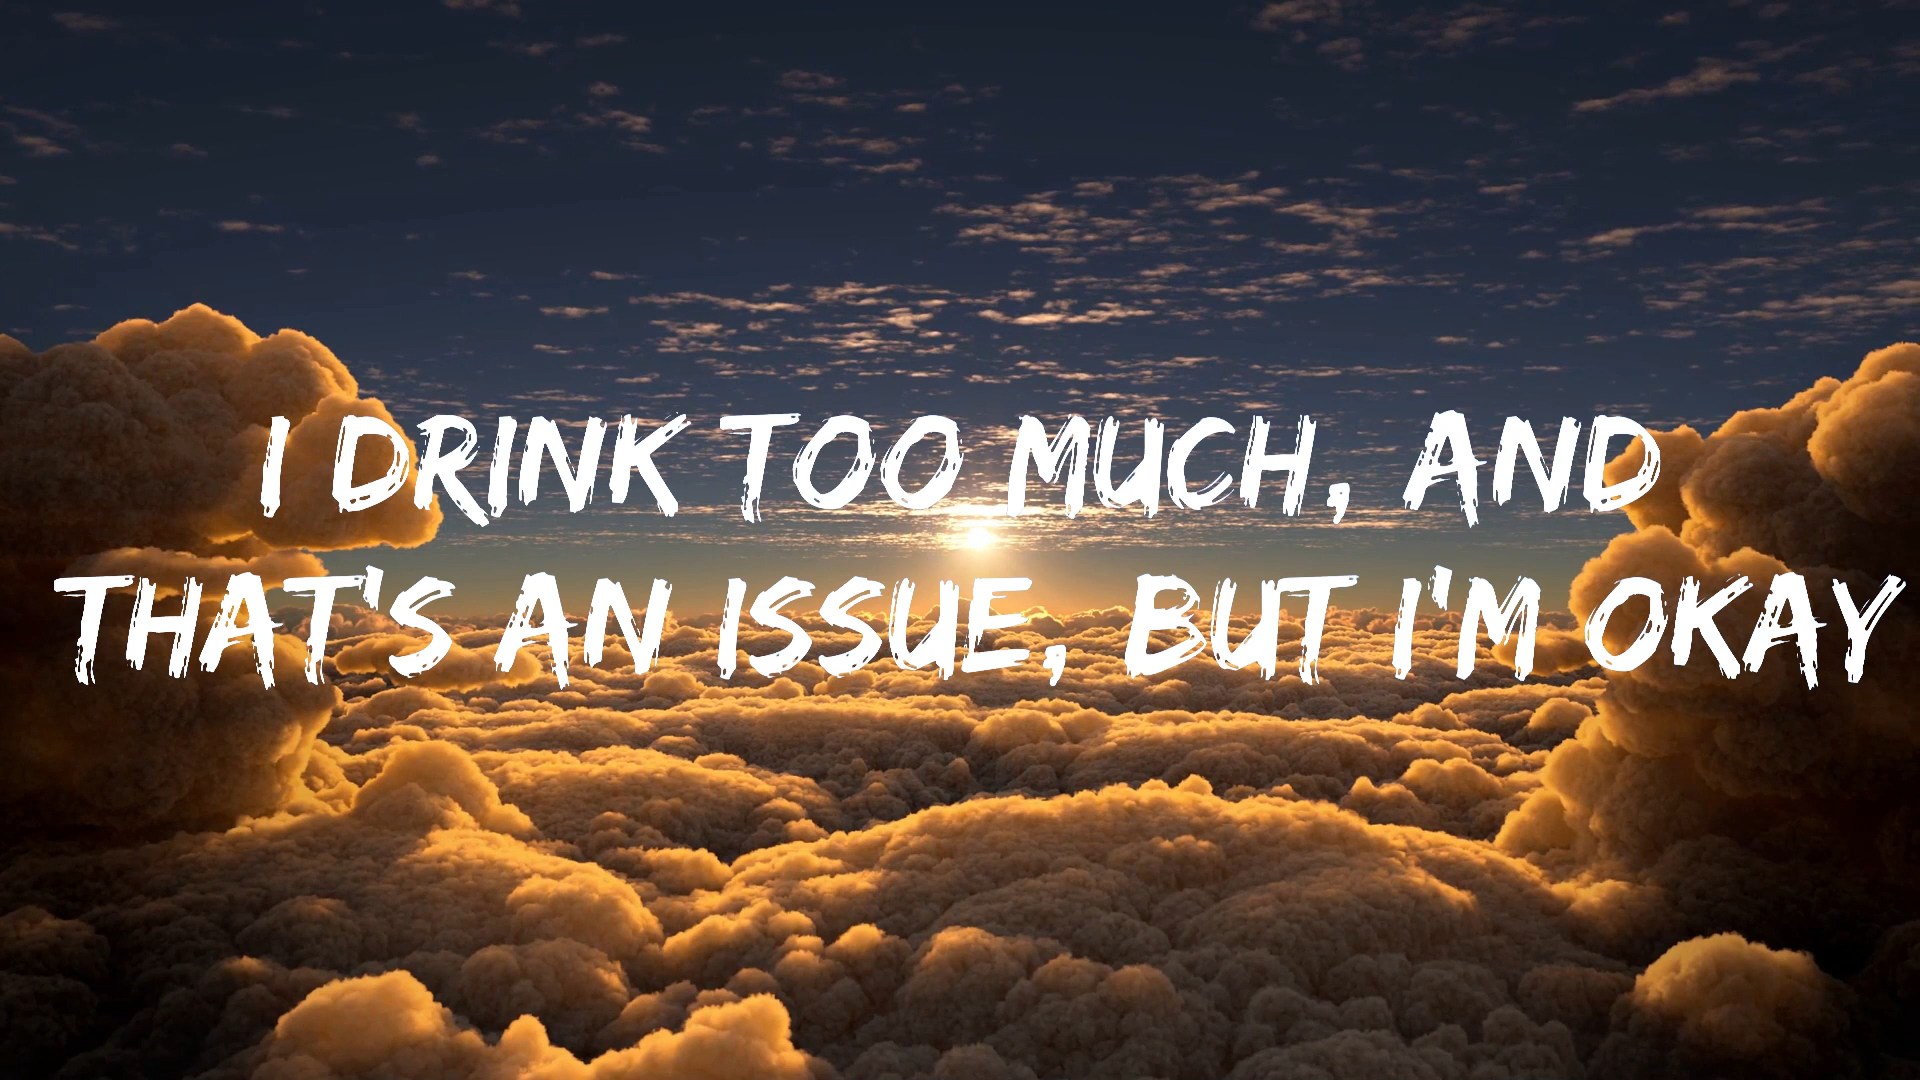 I DRINK TOO MUCH, AND
THAT'S AN ISSUE, BUT I'M OKAY